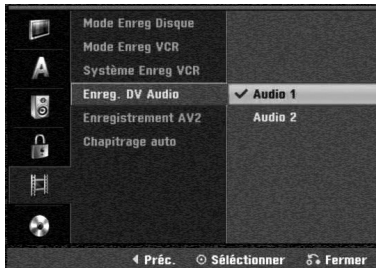 Mode Enreg Disque
Mode Enreg VCR
Système Enreg VCR
Enreg. DV Audio
✓ Audio 1
Enregistrement AV2
Audio 2
Chapitrage auto
A
Préc.
Séléctionner
Fermer